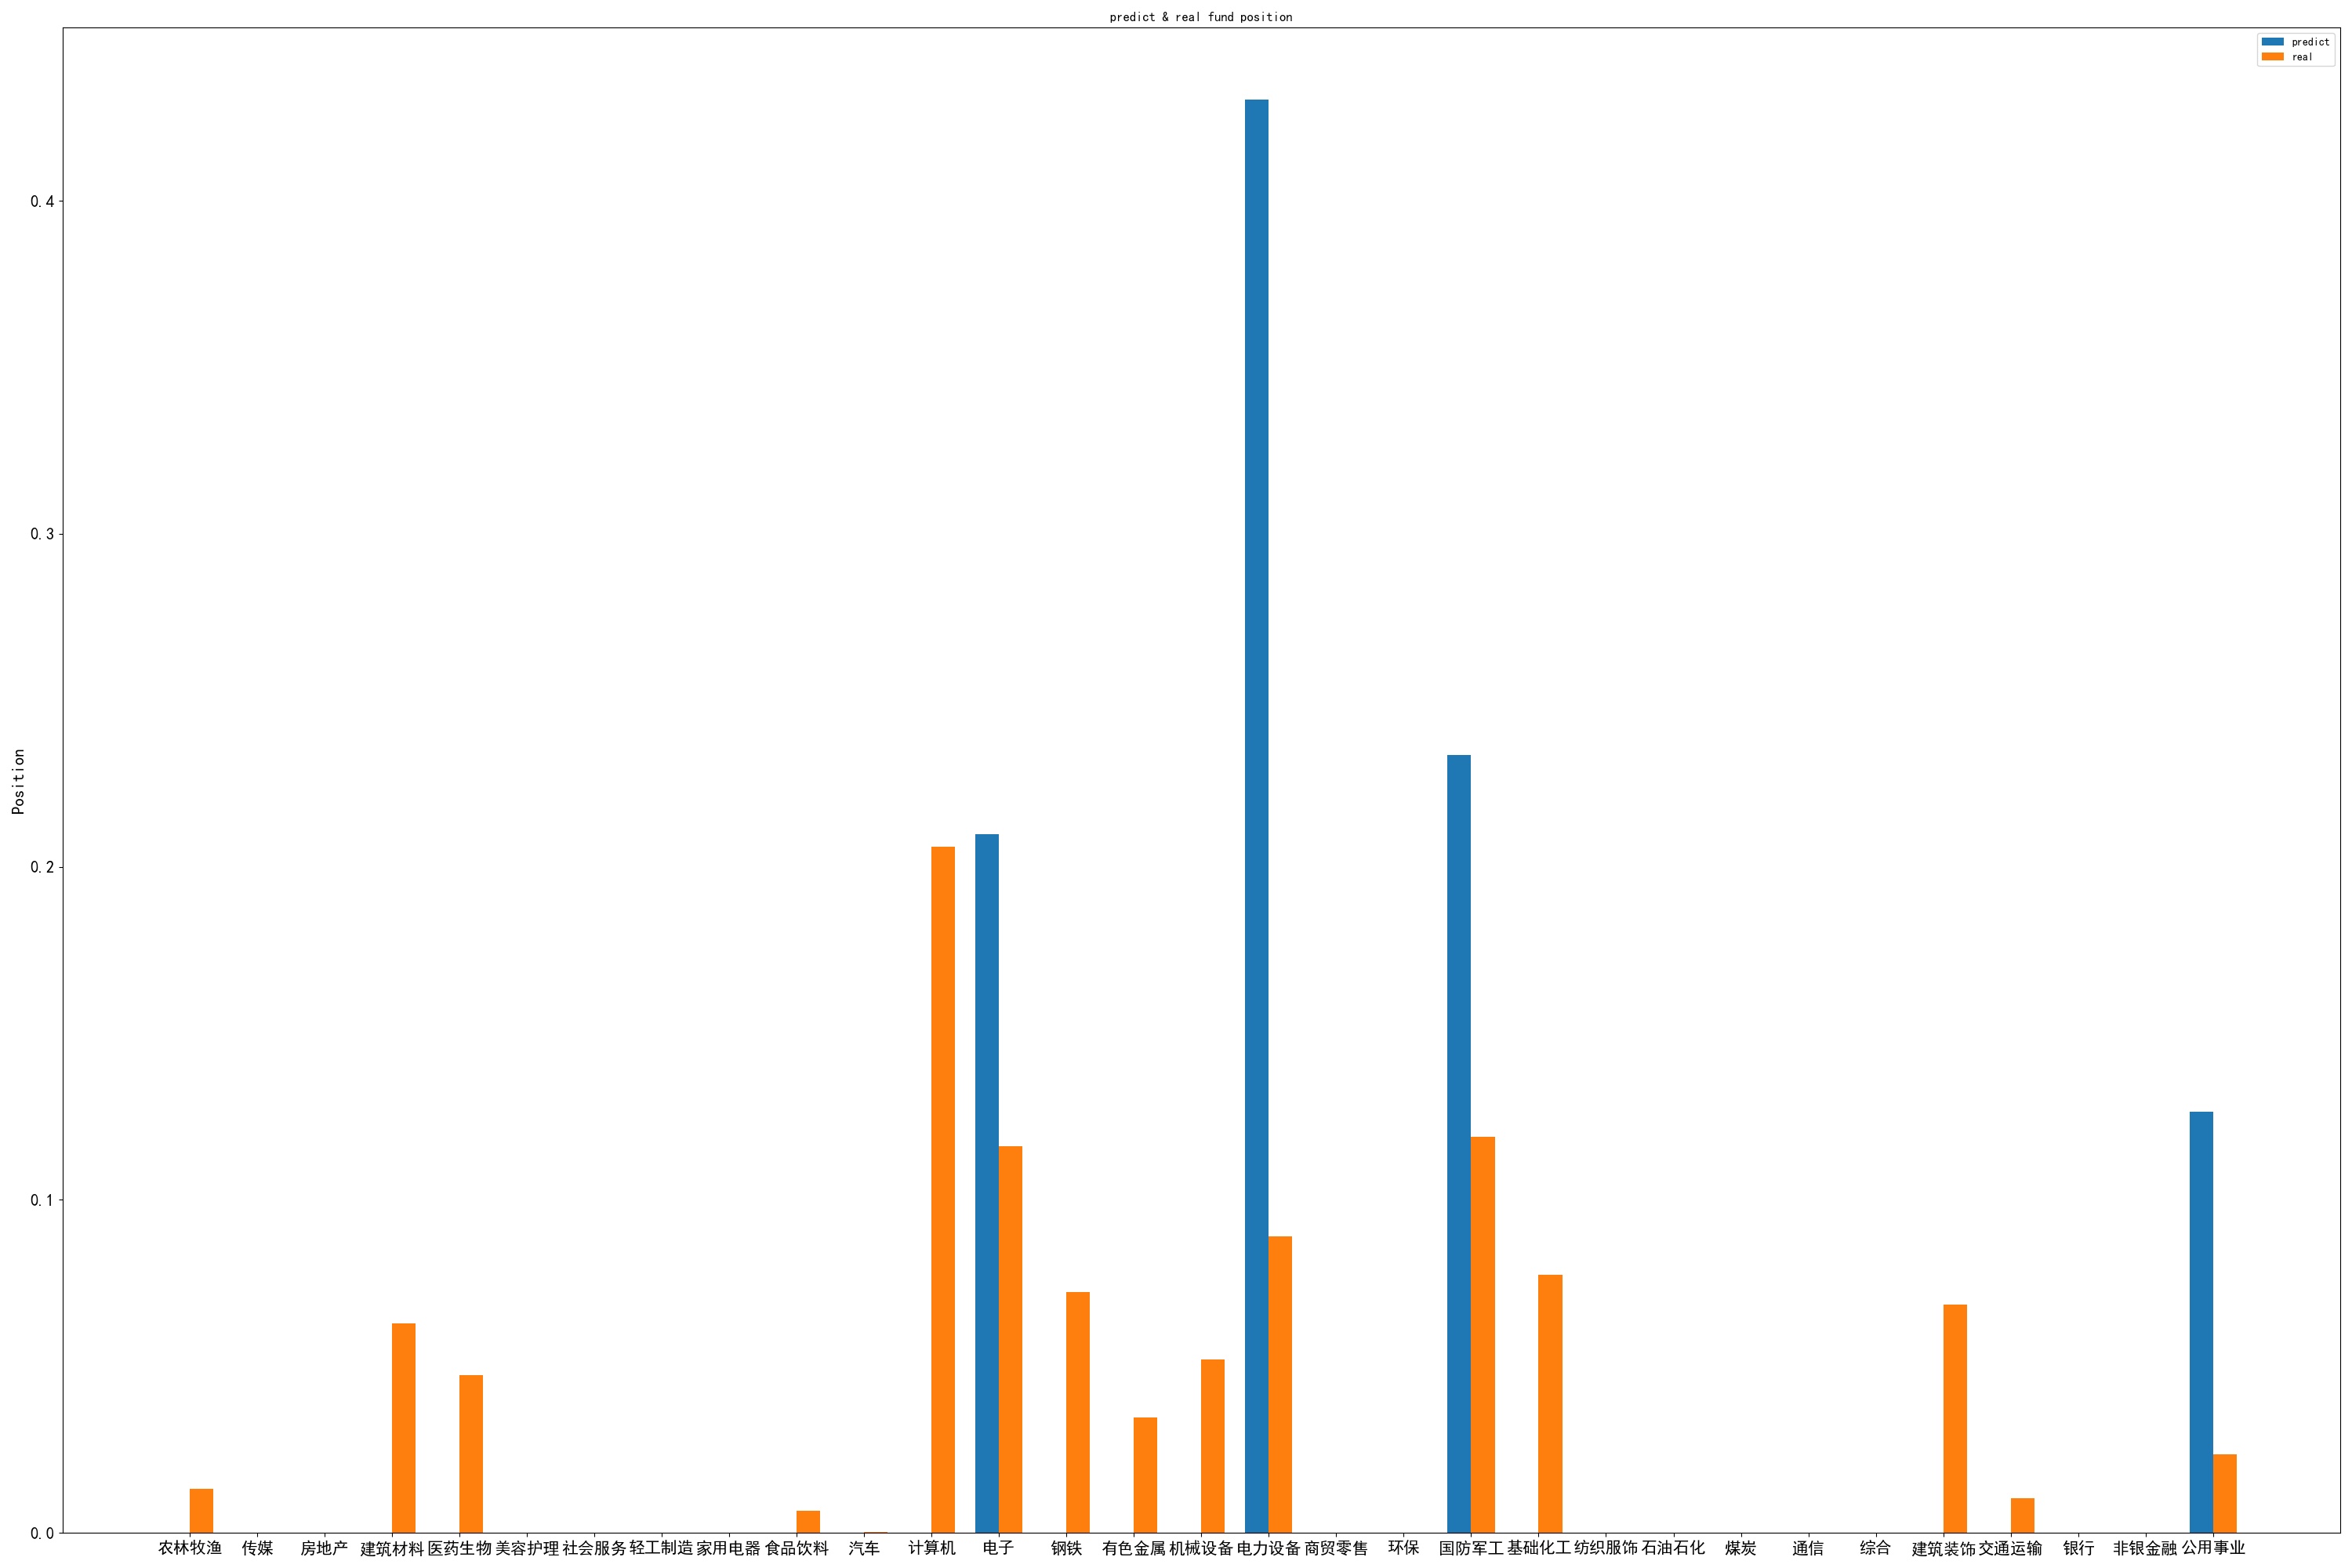 predict & real fund position
predict
real
0.4
0.3
0.2
0.1
0.0
Position
农林牧渔 传媒 房地产 建筑材料 医药生物 美容护理 社会服务 轻工制造 家用电器 食品饮料 汽车 计算机 电子 钢铁 有色金属 机械设备 电力设备 商贸零售 环保 国防军工 基础化工 纺织服饰 石油石化 煤炭 通信 综合 建筑装饰 交通运输 银行 非银金融 公用事业